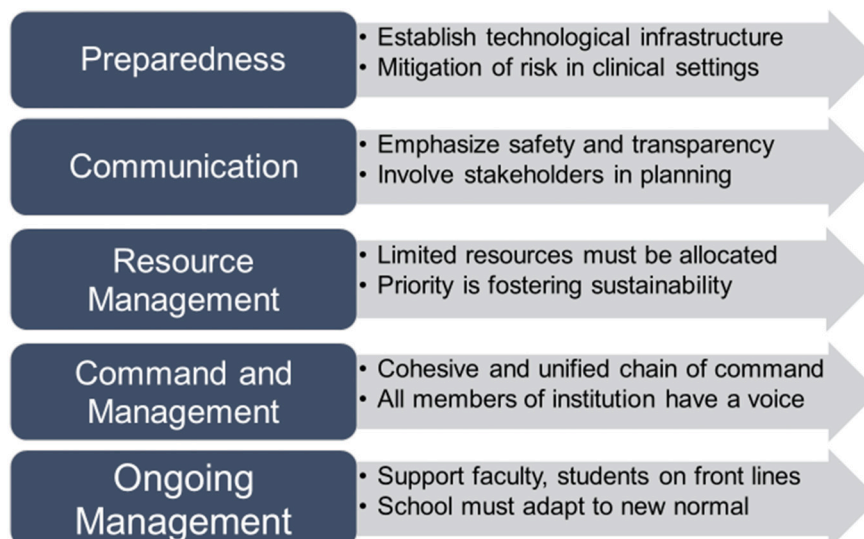 Preparedness
• Establish technological infrastructure
• Mitigation of risk in clinical settings
Communication
• Emphasize safety and transparency
• Involve stakeholders in planning
Resource
Management
• Limited resources must be allocated
• Priority is fostering sustainability
Command and
Management
• Cohesive and unified chain of command
• All members of institution have a voice
Ongoing
Management
• Support faculty, students on front lines
• School must adapt to new normal